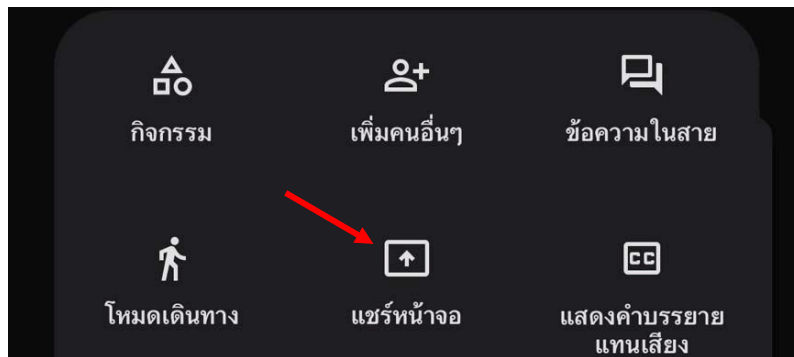 กิจกรรม
เพิ่มคนอื่นๆ
ข้อความในสาย
โหมดเดินทาง
แชร์หน้าจอ
CC
แสดงคำบรรยาย
แทนเสียง